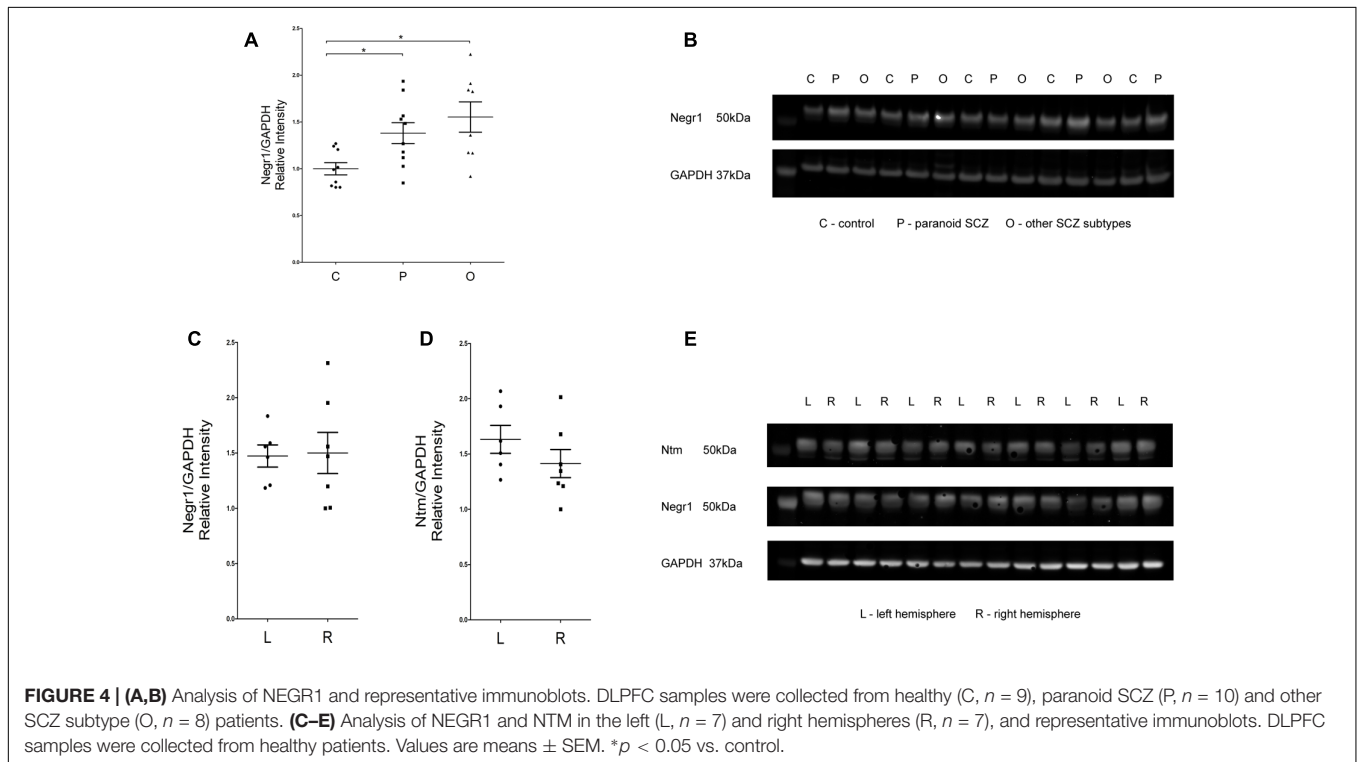 A
*
*
2.5
2.0
1.5
1.0
1.5
2.0
Negr1/GAPDH
Relative Intensity
C P O
B
C P O C P O C P O C P O C P
Negr1 50kDa
GAPDH 37kDa
C - control P - paranoid SCZ O - other SCZ subtypes
C
2.5
2.0
1.5
1.0
0.5
0.0
Negr1/GAPDH
Relative Intensity
L R
D
2.5
2.0
1.5
1.0
0.5
0.0
Ntm/GAPDH
Relative Intensity
L R
E
L R L R L R L R L R L R L R
Ntm 50kDa
Negr1 50kDa
GAPDH 37kDa
L - left hemisphere R - right hemisphere
FIGURE 4 | (A,B) Analysis of NEGR1 and representative immunoblots. DLPFC samples were collected from healthy (C, n = 9), paranoid SCZ (P, n = 10) and other
SCZ subtype (O, n = 8) patients. (C–E) Analysis of NEGR1 and NTM in the left (L, n = 7) and right hemispheres (R, n = 7), and representative immunoblots. DLPFC
samples were collected from healthy patients. Values are means ± SEM. *p < 0.05 vs. control.